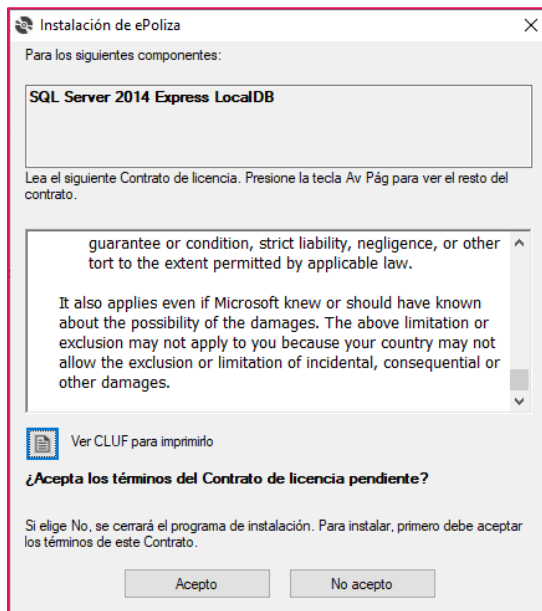 Instalación de ePoliza
Para los siguientes componentes:
SQL Server 2014 Express LocalDB
Lea el siguiente Contrato de licencia. Presione la tecla Av Pág para ver el resto del
contrato.
guarantee or condition, strict liability, negligence, or other
tort to the extent permitted by applicable law.
It also applies even if Microsoft knew or should have known
about the possibility of the damages. The above limitation or
exclusion may not apply to you because your country may not
allow the exclusion or limitation of incidental, consequential or
other damages.
Ver CLUF para imprimirlo
¿Acepta los términos del Contrato de licencia pendiente?
Si elige No, se cerrará el programa de instalación. Para instalar, primero debe aceptar
los términos de este Contrato.
Acepto
No acepto